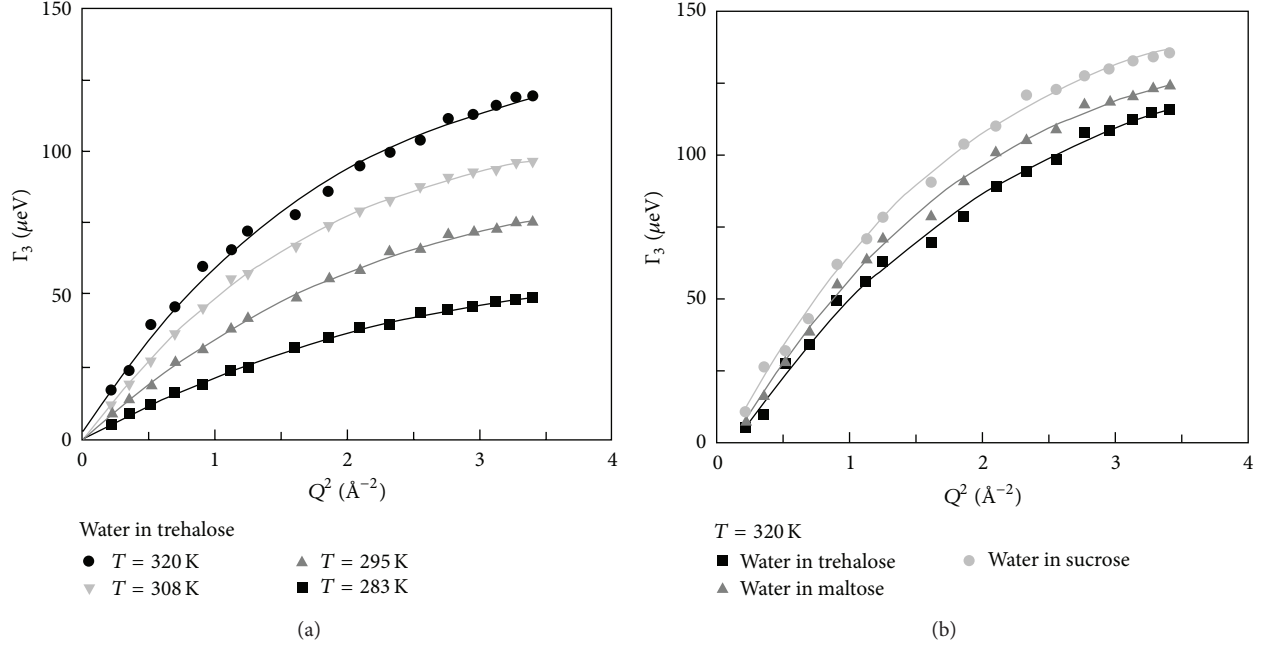 150
100
50
0
Γ₃ (μeV)
0 1 2 3 4
Q² (Å⁻²)
Water in trehalose
T = 320 K
T = 295 K
T = 308 K
T = 283 K
(a)
150
100
50
0
Γ₃ (μeV)
0 1 2 3 4
Q² (Å⁻²)
T = 320 K
Water in trehalose
Water in sucrose
Water in maltose
(b)